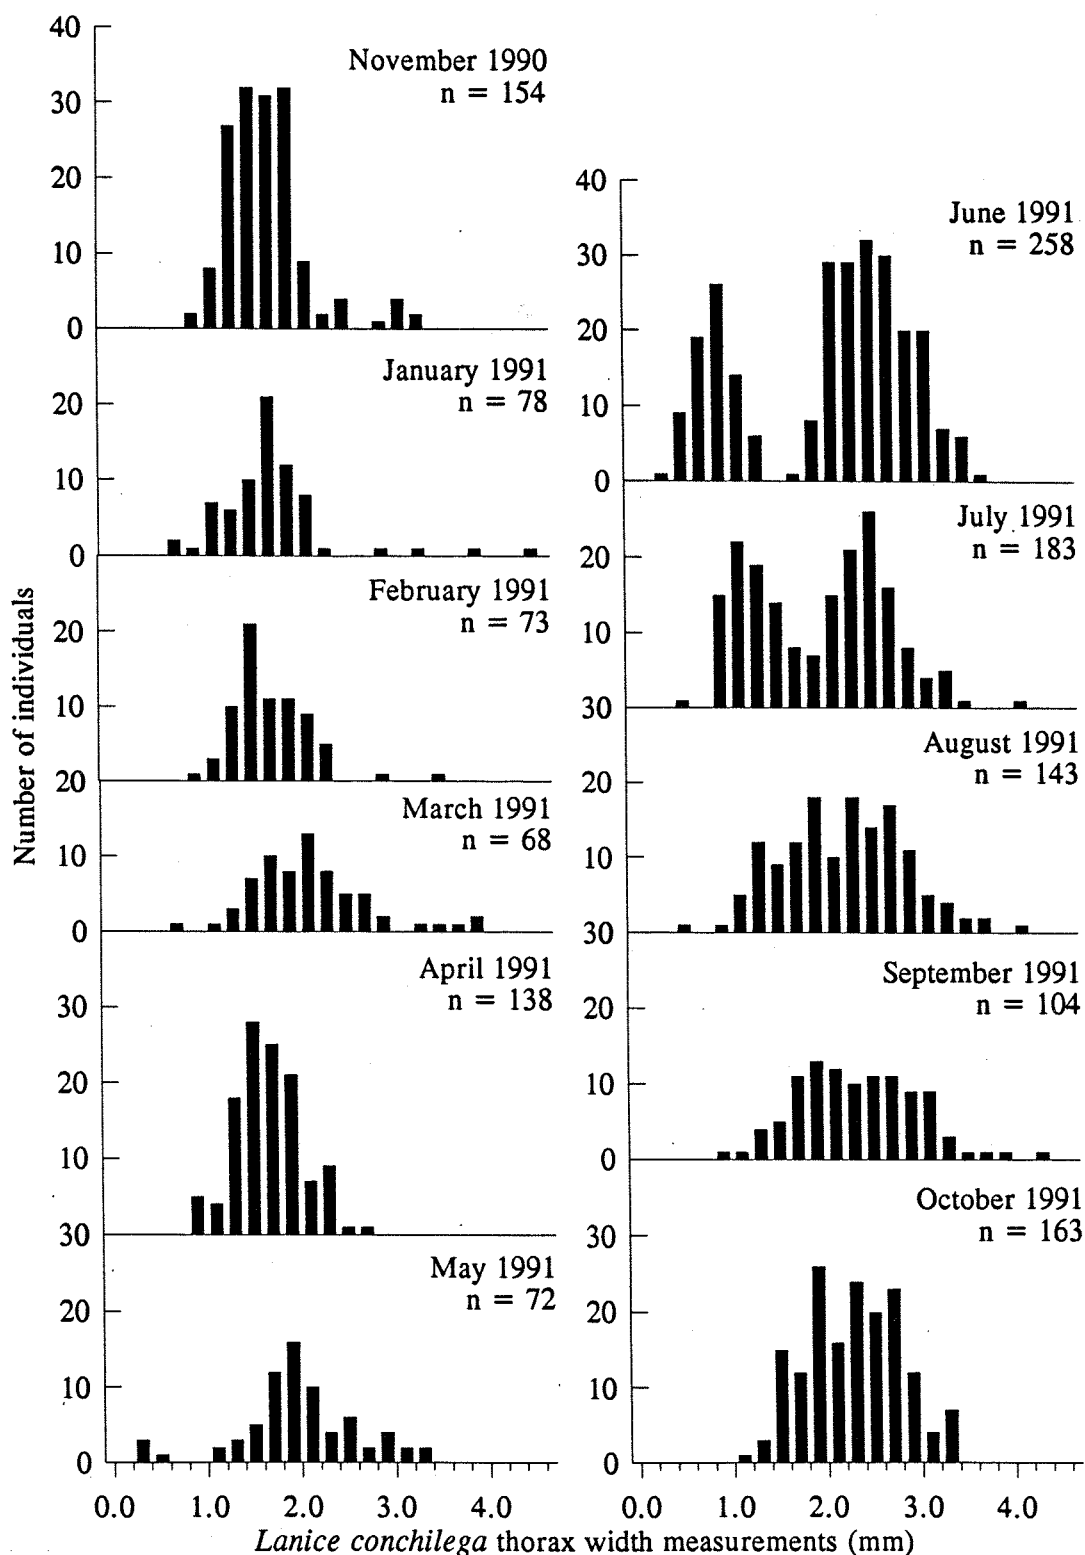 40
November 1990
n = 154
30
20
10
0
January 1991
n = 78
20
10
0
February 1991
n = 73
20
10
20
March 1991
n = 68
10
0
April 1991
n = 138
30
20
10
30
May 1991
n = 72
20
10
0
0.0 1.0 2.0 3.0 4.0
Number of individuals
40
June 1991
n = 258
30
20
10
0
July 1991
n = 183
20
10
30
August 1991
n = 143
20
10
30
September 1991
n = 104
20
10
0
October 1991
n = 163
30
20
10
0
0.0 1.0 2.0 3.0 4.0
Lanice conchilega thorax width measurements (mm)